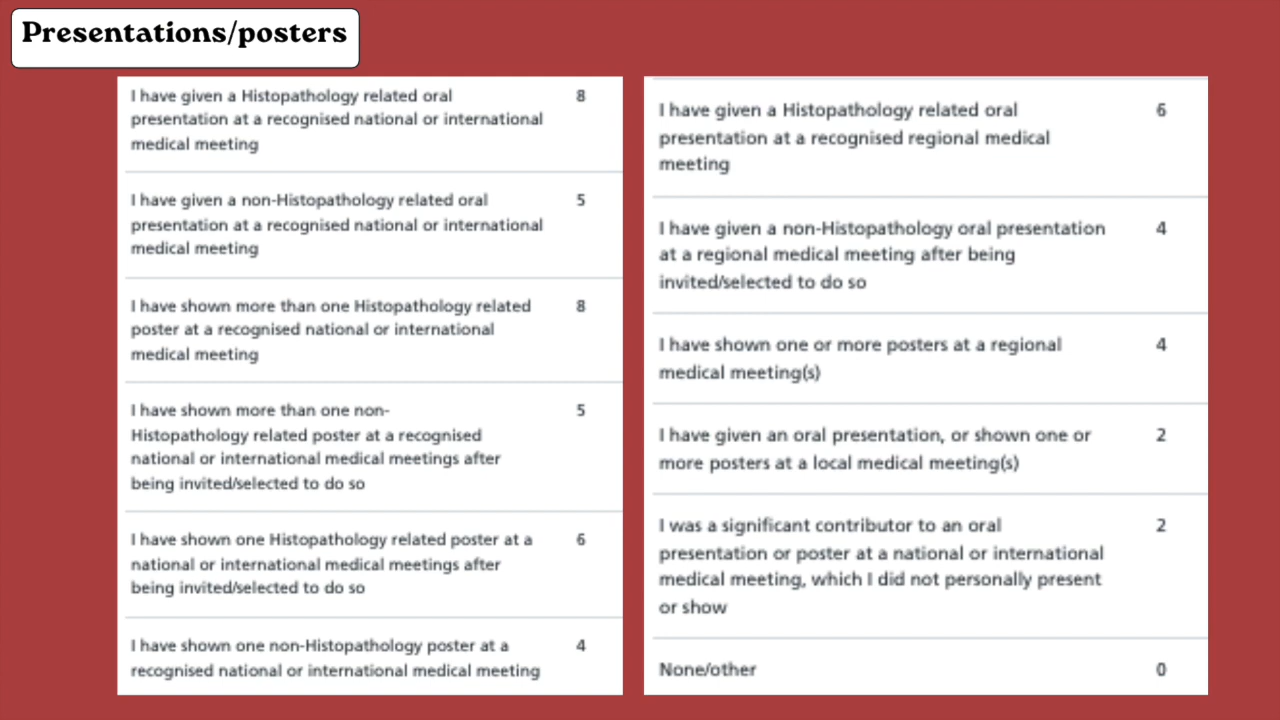 Presentations/posters
I have given a Histopathology related oral 8
presentation at a recognised national or international
medical meeting
I have given a non-Histopathology related oral 5
presentation at a recognised national or international
medical meeting
I have shown more than one Histopathology related 8
poster at a recognised national or international
medical meeting
I have shown more than one non- 5
Histopathology related poster at a recognised
national or international medical meetings after
being invited/selected to do so
I have shown one Histopathology related poster at a 6
national or international medical meetings after
being invited/selected to do so
I have shown one non-Histopathology poster at a 4
recognised national or international medical meeting
I have given a Histopathology related oral 6
presentation at a recognised regional medical
meeting
I have given a non-Histopathology oral presentation 4
at a regional medical meeting after being
invited/selected to do so
I have shown one or more posters at a regional 4
medical meeting(s)
I have given an oral presentation, or shown one or 2
more posters at a local medical meeting(s)
I was a significant contributor to an oral 2
presentation or poster at a national or international
medical meeting, which I did not personally present
or show
None/other 0